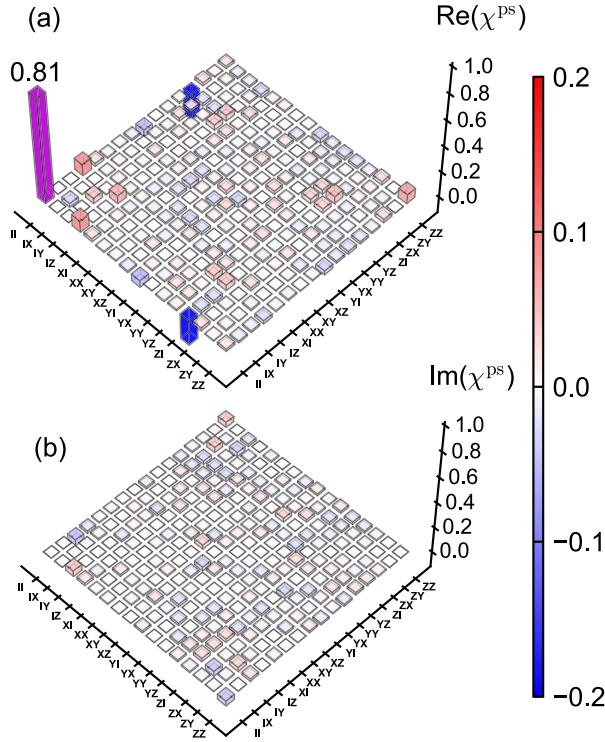 (a)
Re(χ^ps)
0.81
1.0
0.8
0.6
0.4
0.2
0.0
II IX IY IZ XI XX XY XZ YI YX YY YZ ZI ZX ZY ZZ
II IX IY IZ XI XX XY XZ YI YX YY YZ ZI ZX ZY ZZ
(b)
Im(χ^ps)
1.0
0.8
0.6
0.4
0.2
0.0
II IX IY IZ XI XX XY XZ YI YX YY YZ ZI ZX ZY ZZ
II IX IY IZ XI XX XY XZ YI YX YY YZ ZI ZX ZY ZZ
0.2
0.1
0.0
−0.1
−0.2